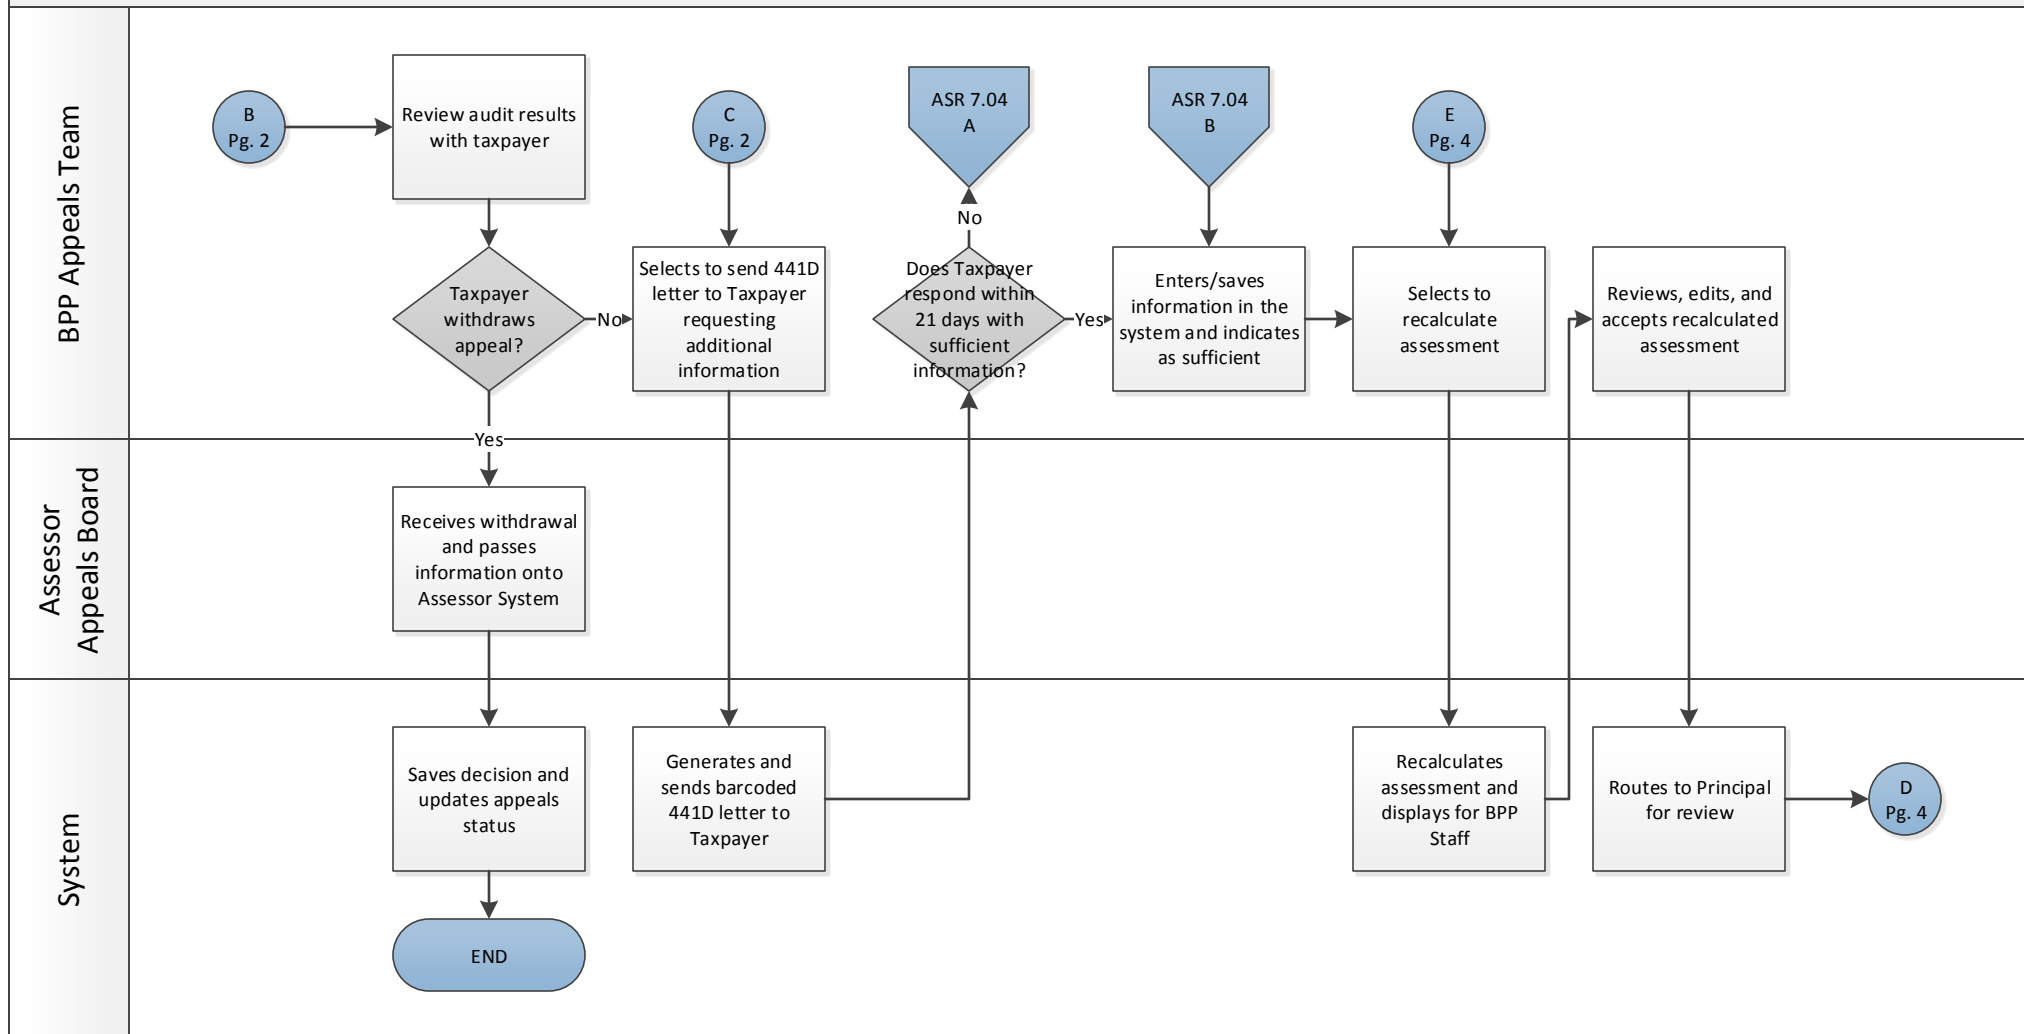 BPP Appeals Team
B
Pg. 2
Review audit results
with taxpayer
C
Pg. 2
ASR 7.04
A
ASR 7.04
B
E
Pg. 4
No
Taxpayer
withdraws
appeal?
No
Selects to send 441D
letter to Taxpayer
requesting
additional
information
Does Taxpayer
respond within
21 days with
sufficient
information?
Yes
Enters/saves
information in the
system and indicates
as sufficient
Selects to
recalculate
assessment
Reviews, edits, and
accepts recalculated
assessment
Yes
Assessor
Appeals Board
Receives withdrawal
and passes
information onto
Assessor System
System
Saves decision and
updates appeals
status
Generates and
sends barcoded
441D letter to
Taxpayer
Recalculates
assessment and
displays for BPP
Staff
Routes to Principal
for review
D
Pg. 4
END